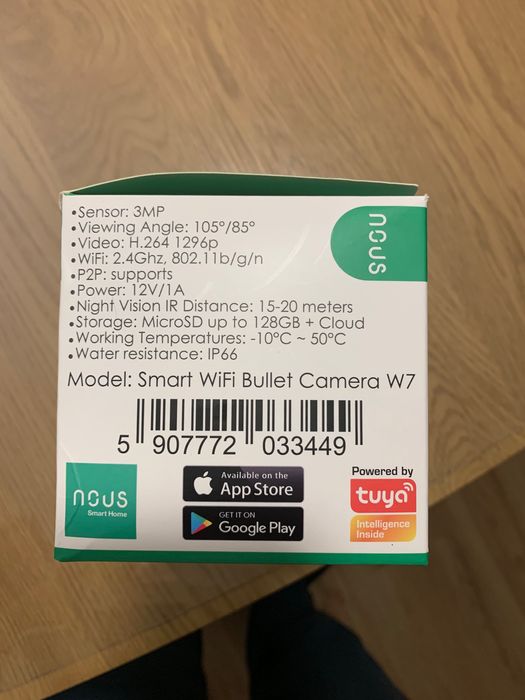 •Sensor: 3MP
•Viewing Angle: 105°/85°
•Video: H.264 1296p
•WiFi: 2.4Ghz, 802.11b/g/n
•P2P: supports
•Power: 12V/1A
•Night Vision IR Distance: 15-20 meters
•Storage: MicroSD up to 128GB + Cloud
•Working Temperatures: -10°C ~ 50°C
•Water resistance: IP66
nous
Model: Smart WiFi Bullet Camera W7
5 907772 033449
nous
Smart Home
Available on the
App Store
GET IT ON
Google Play
Powered by
tuya
Intelligence
Inside